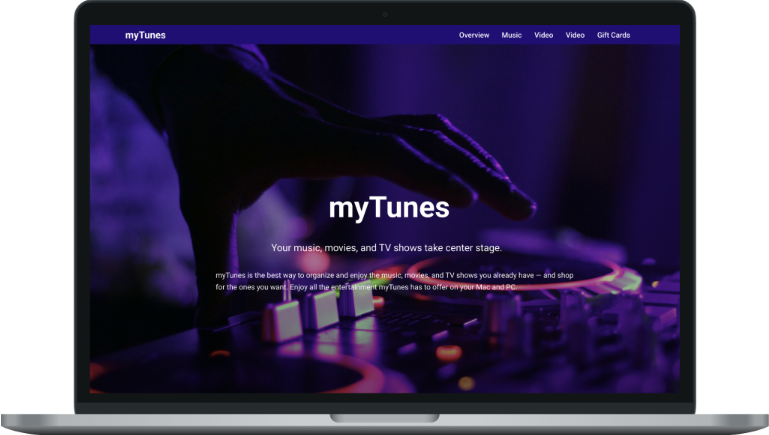 myTunes
Overview Music Video Video Gift Cards
myTunes
Your music, movies, and TV shows take center stage.
myTunes is the best way to organize and enjoy the music, movies, and TV shows you already have — and shop
for the ones you want. Enjoy all the entertainment myTunes has to offer on your Mac and PC.